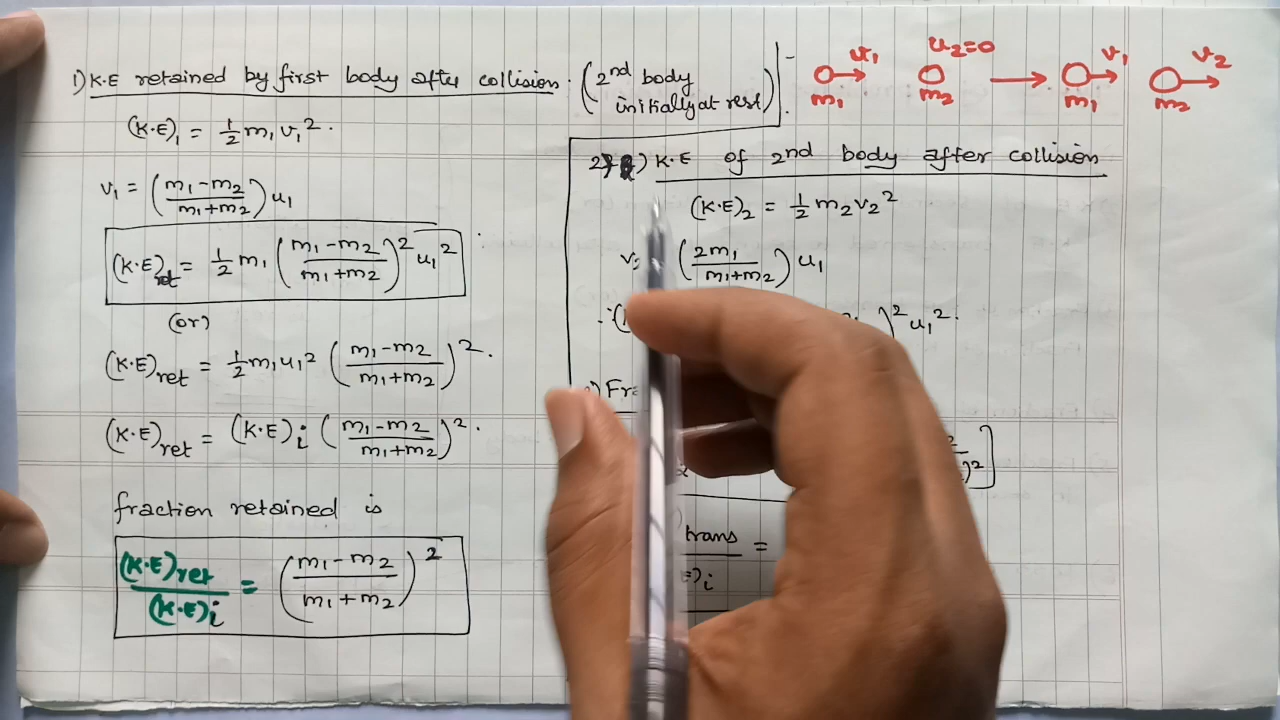 1) K.E retained by first body after collision. (2nd body
initially at rest)
(K.E)₁ = ½ m₁ v₁².
v₁ = ((m₁-m₂)/(m₁+m₂)) u₁
(K.E)ret = ½ m₁ ((m₁-m₂)/(m₁+m₂))² u₁²
(or)
(K.E)ret = ½ m₁ u₁² ((m₁-m₂)/(m₁+m₂))².
(K.E)ret = (K.E)i ((m₁-m₂)/(m₁+m₂))².
fraction retained is
(K.E)ret/(K.E)i = ((m₁-m₂)/(m₁+m₂))²
u₁ u₂=0 v₁ v₂
m₁ m₂ → m₁ m₂
2) K.E of 2nd body after collision
(K.E)₂ = ½ m₂ v₂²
(2m₁/(m₁+m₂)) u₁
∴ ( )² u₁².
)²]
trans =
)i